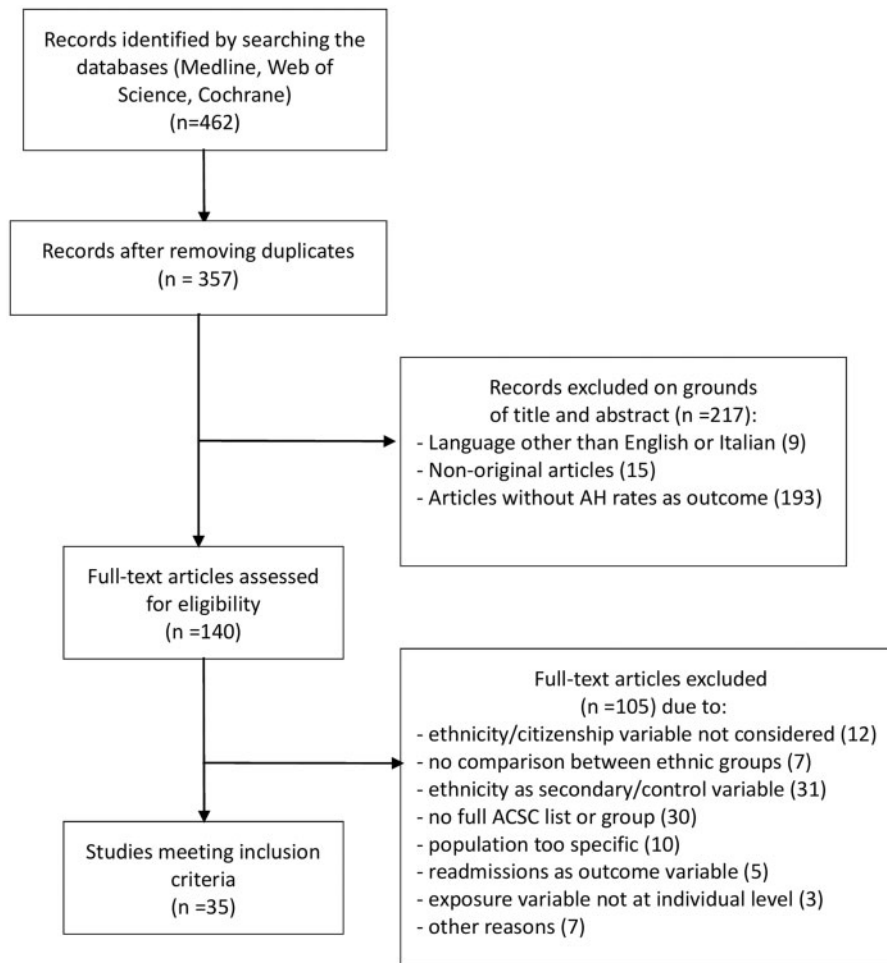 Records identified by searching the
databases (Medline, Web of
Science, Cochrane)
(n=462)
Records after removing duplicates
(n = 357)
Records excluded on grounds
of title and abstract (n =217):
- Language other than English or Italian (9)
- Non-original articles (15)
- Articles without AH rates as outcome (193)
Full-text articles assessed
for eligibility
(n =140)
Full-text articles excluded
(n =105) due to:
- ethnicity/citizenship variable not considered (12)
- no comparison between ethnic groups (7)
- ethnicity as secondary/control variable (31)
- no full ACSC list or group (30)
- population too specific (10)
- readmissions as outcome variable (5)
- exposure variable not at individual level (3)
- other reasons (7)
Studies meeting inclusion
criteria
(n =35)